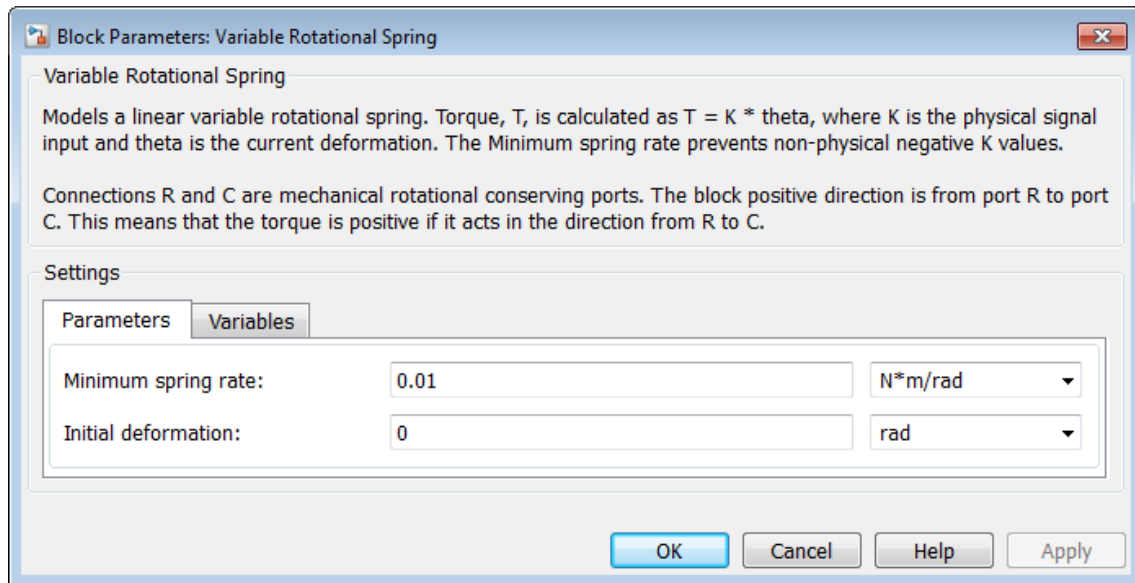 Block Parameters: Variable Rotational Spring
Variable Rotational Spring
Models a linear variable rotational spring. Torque, T, is calculated as T = K * theta, where K is the physical signal
input and theta is the current deformation. The Minimum spring rate prevents non-physical negative K values.
Connections R and C are mechanical rotational conserving ports. The block positive direction is from port R to port
C. This means that the torque is positive if it acts in the direction from R to C.
Settings
Parameters Variables
Minimum spring rate: 0.01 N*m/rad
Initial deformation: 0 rad
OK Cancel Help Apply